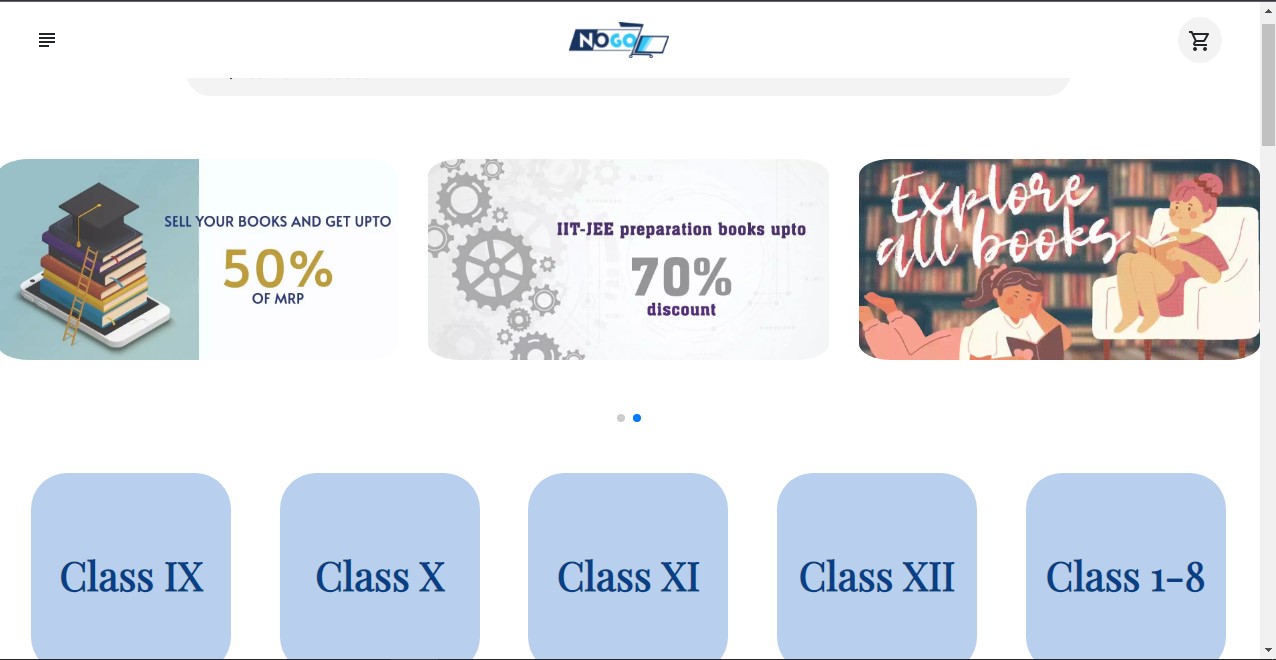 NOGO
SELL YOUR BOOKS AND GET UPTO
50%
OF MRP
IIT-JEE preparation books upto
70%
discount
Explore
all books
Class IX
Class X
Class XI
Class XII
Class 1-8